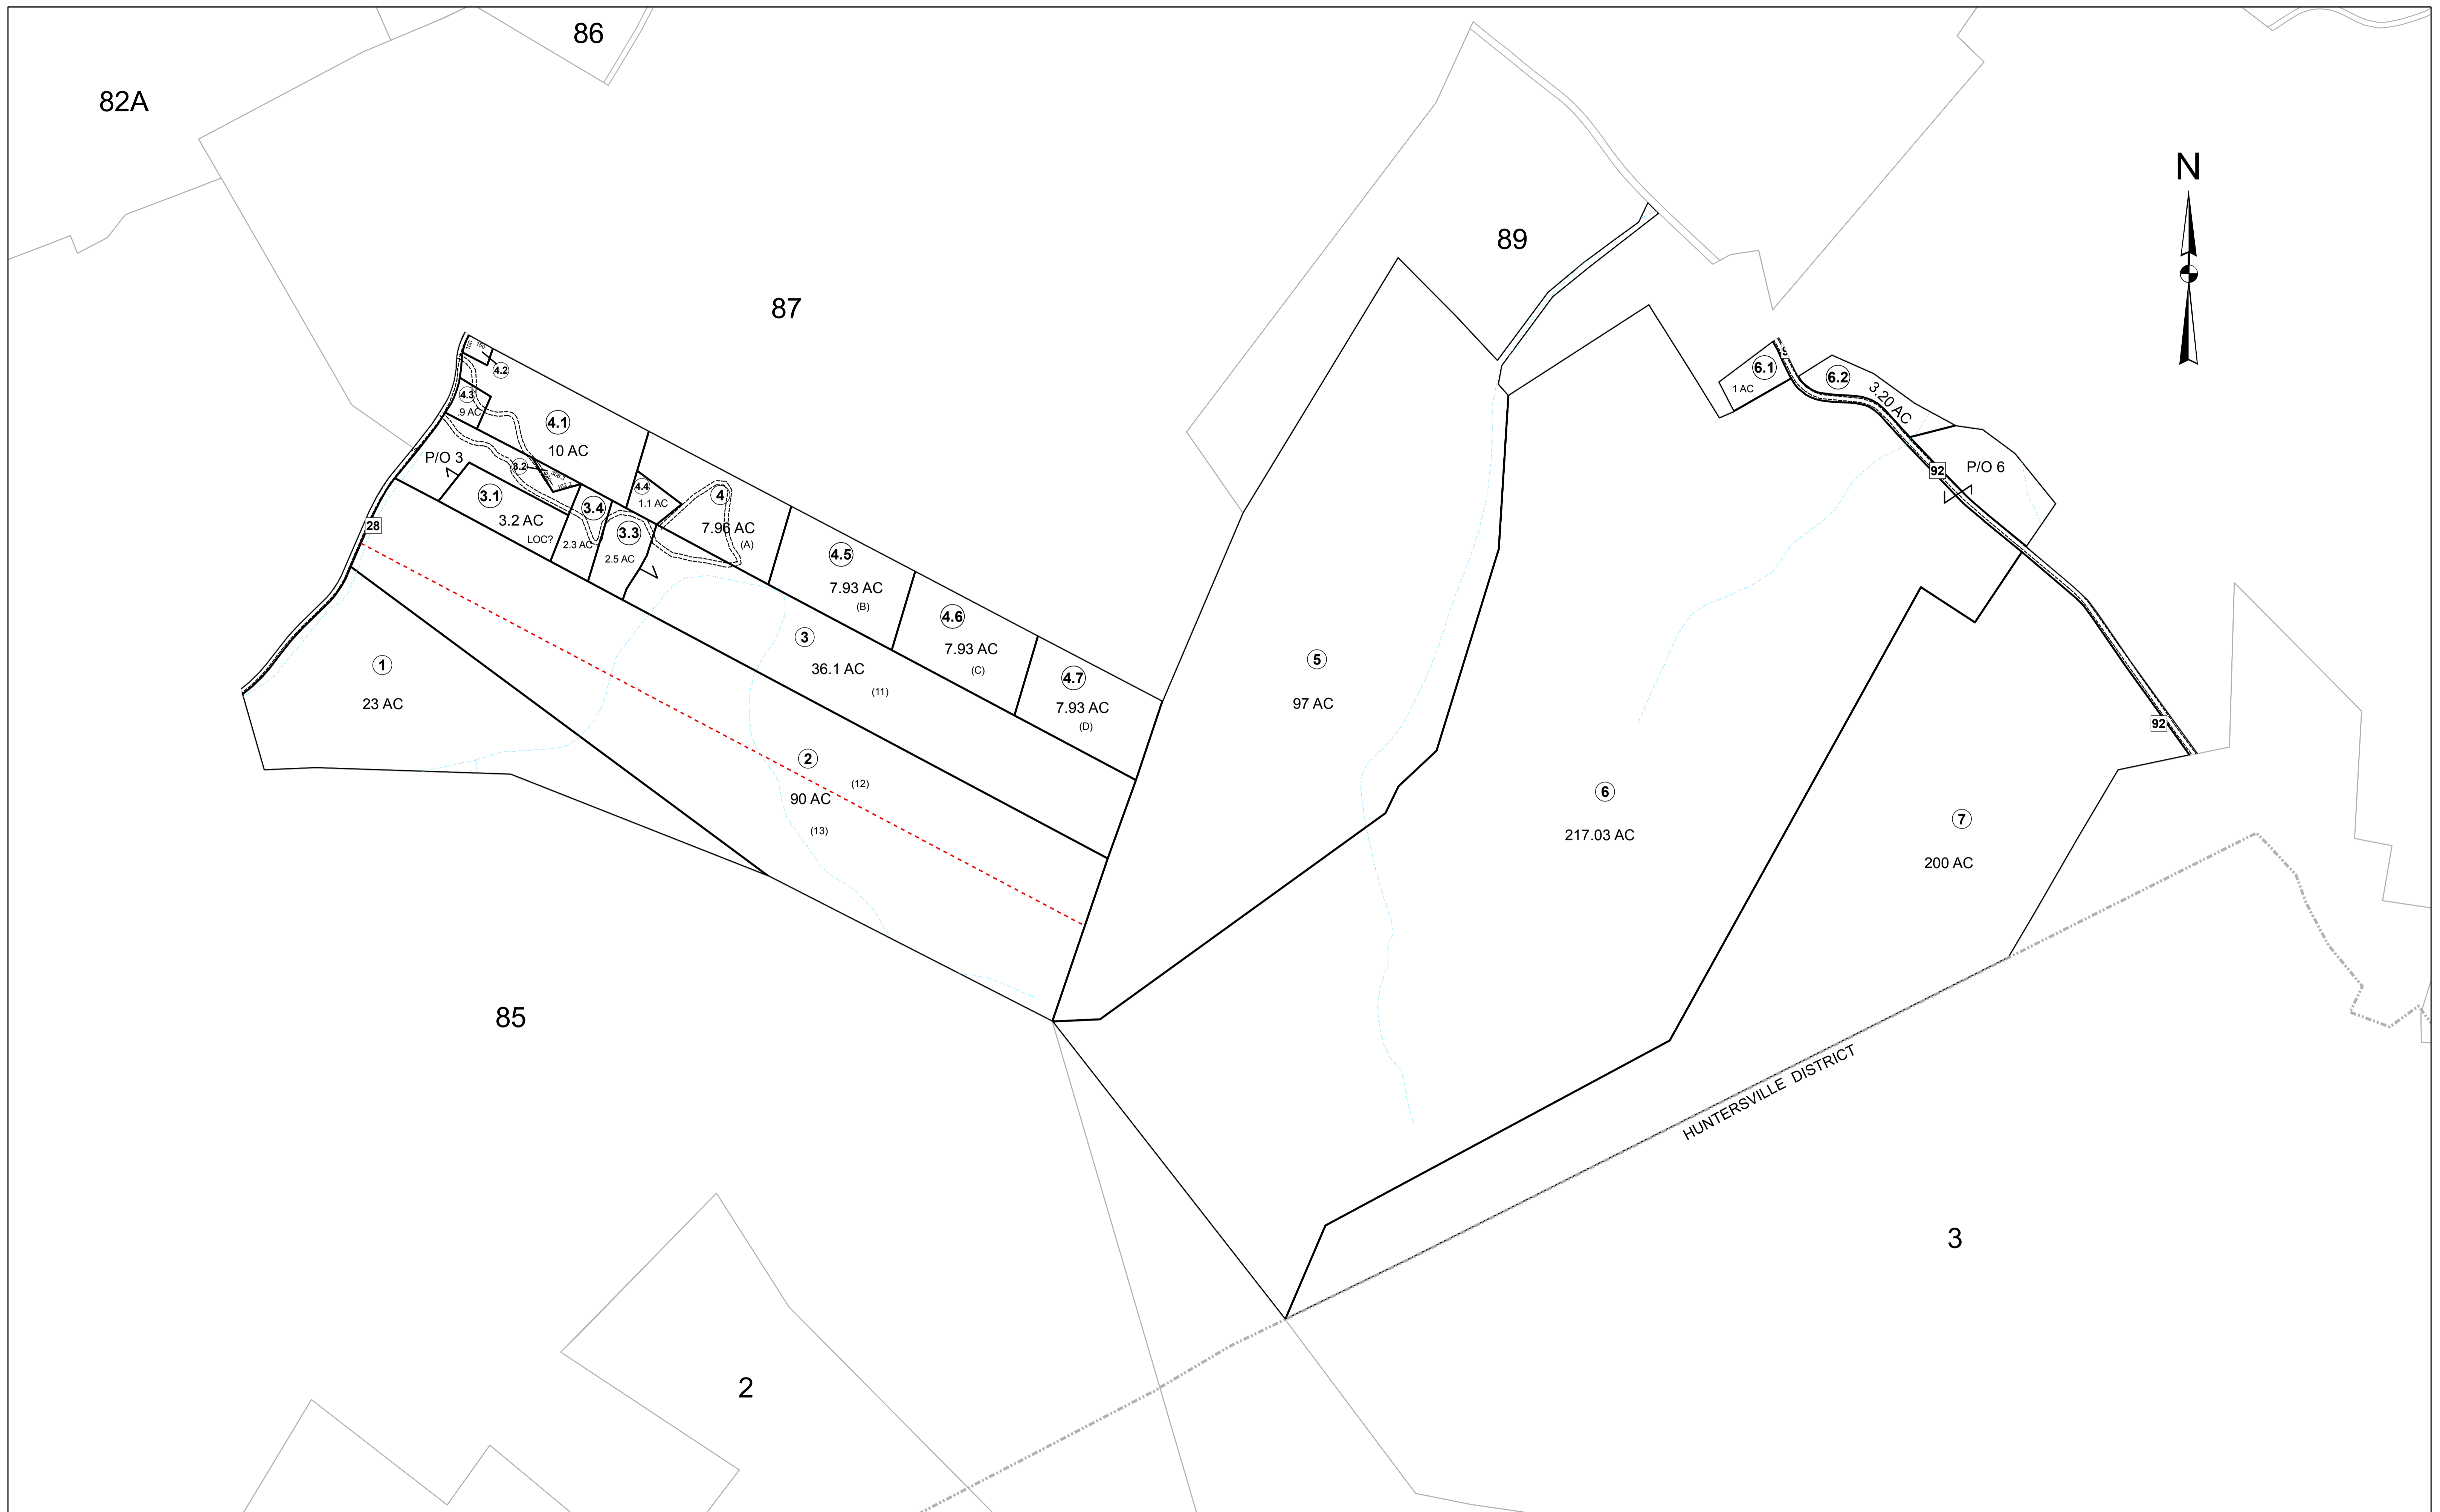 86
82A
N
89
87
100
150
4.2
4.3
.9 AC
4.1
10 AC
6.1
1 AC
6.2
3.20 AC
P/O 3
3.2
3.1
3.2 AC
LOC?
3.4
2.3 AC
3.3
2.5 AC
4.4
1.1 AC
4
7.96 AC
(A)
92
P/O 6
28
4.5
7.93 AC
(B)
4.6
7.93 AC
(C)
4.7
7.93 AC
(D)
3
36.1 AC
(11)
1
23 AC
5
97 AC
92
2
(12)
90 AC
(13)
6
217.03 AC
7
200 AC
85
HUNTERSVILLE DISTRICT
3
2